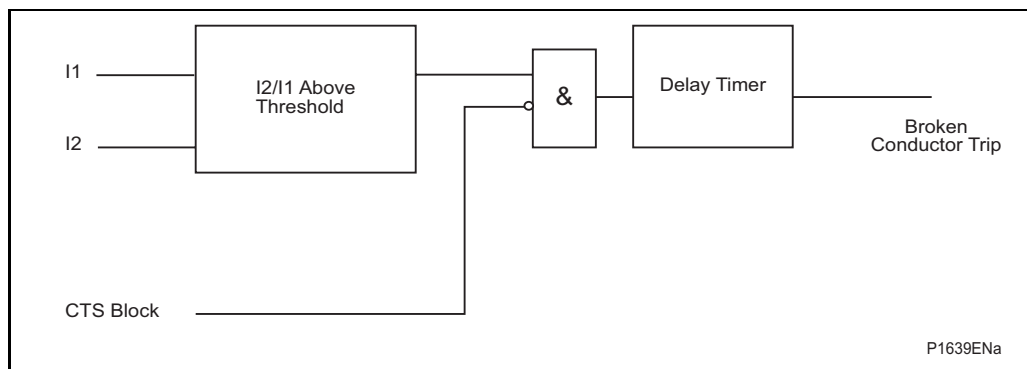 I1
I2/I1 Above
Threshold
&
Delay Timer
I2
Broken
Conductor Trip
CTS Block
P1639ENa